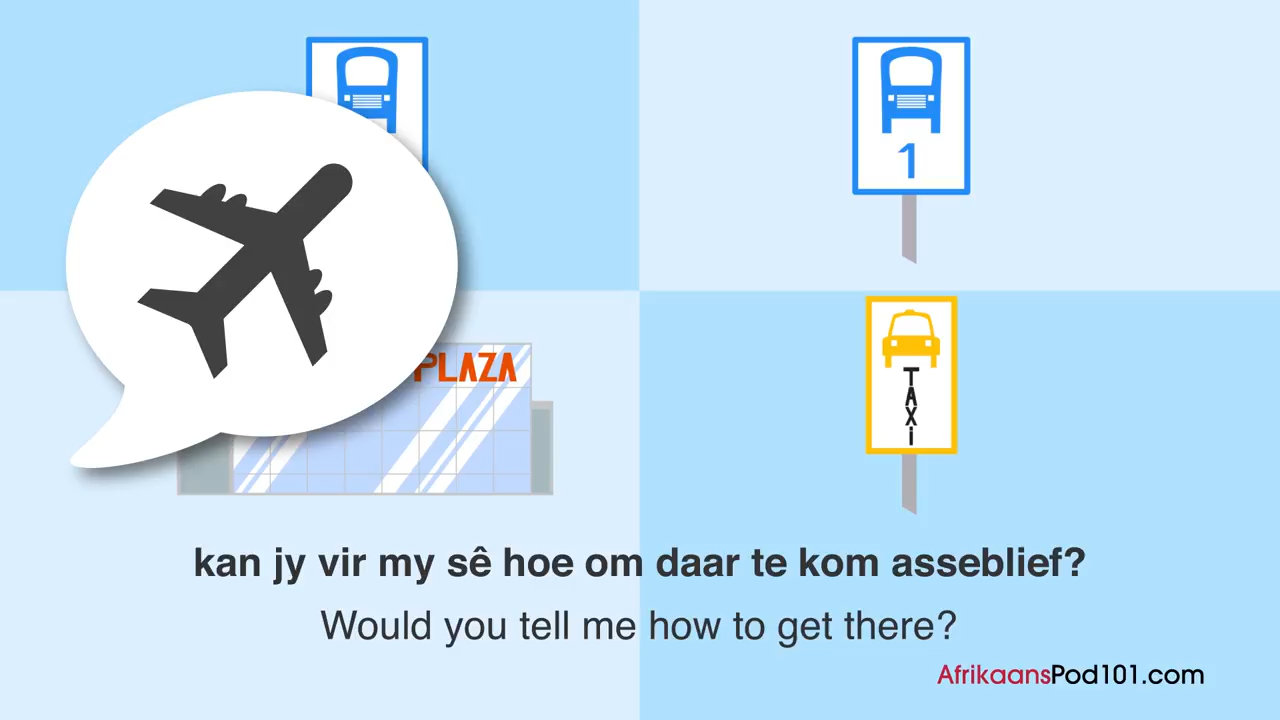 1
PLAZA
TAXi
kan jy vir my sê hoe om daar te kom asseblief?
Would you tell me how to get there?
AfrikaansPod101.com